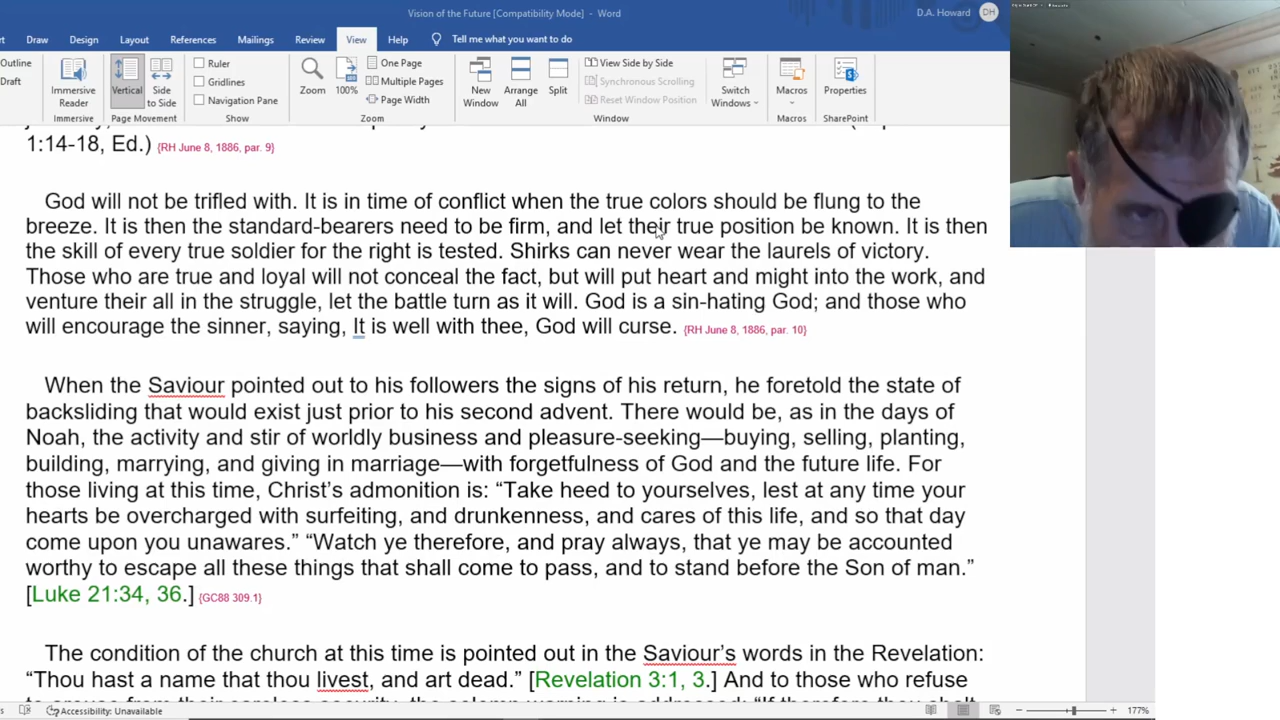 Vision of the Future [Compatibility Mode] - Word
D.A. Howard DH
Draw Design Layout References Mailings Review View Help Tell me what you want to do
Outline
Draft
Immersive
Reader
Immersive
Vertical
Side
to Side
Page Movement
Ruler
Gridlines
Navigation Pane
Show
Zoom
100%
One Page
Multiple Pages
Page Width
Zoom
New
Window
Arrange
All
Split
View Side by Side
Synchronous Scrolling
Reset Window Position
Window
Switch
Windows
Macros
Macros
Properties
SharePoint
1:14-18, Ed.) {RH June 8, 1886, par. 9}
God will not be trifled with. It is in time of conflict when the true colors should be flung to the
breeze. It is then the standard-bearers need to be firm, and let their true position be known. It is then
the skill of every true soldier for the right is tested. Shirks can never wear the laurels of victory.
Those who are true and loyal will not conceal the fact, but will put heart and might into the work, and
venture their all in the struggle, let the battle turn as it will. God is a sin-hating God; and those who
will encourage the sinner, saying, It is well with thee, God will curse. {RH June 8, 1886, par. 10}
When the Saviour pointed out to his followers the signs of his return, he foretold the state of
backsliding that would exist just prior to his second advent. There would be, as in the days of
Noah, the activity and stir of worldly business and pleasure-seeking—buying, selling, planting,
building, marrying, and giving in marriage—with forgetfulness of God and the future life. For
those living at this time, Christ's admonition is: “Take heed to yourselves, lest at any time your
hearts be overcharged with surfeiting, and drunkenness, and cares of this life, and so that day
come upon you unawares.” “Watch ye therefore, and pray always, that ye may be accounted
worthy to escape all these things that shall come to pass, and to stand before the Son of man.”
[Luke 21:34, 36.] {GC88 309.1}
The condition of the church at this time is pointed out in the Saviour's words in the Revelation:
“Thou hast a name that thou livest, and art dead.” [Revelation 3:1, 3.] And to those who refuse
Accessibility: Unavailable
177%